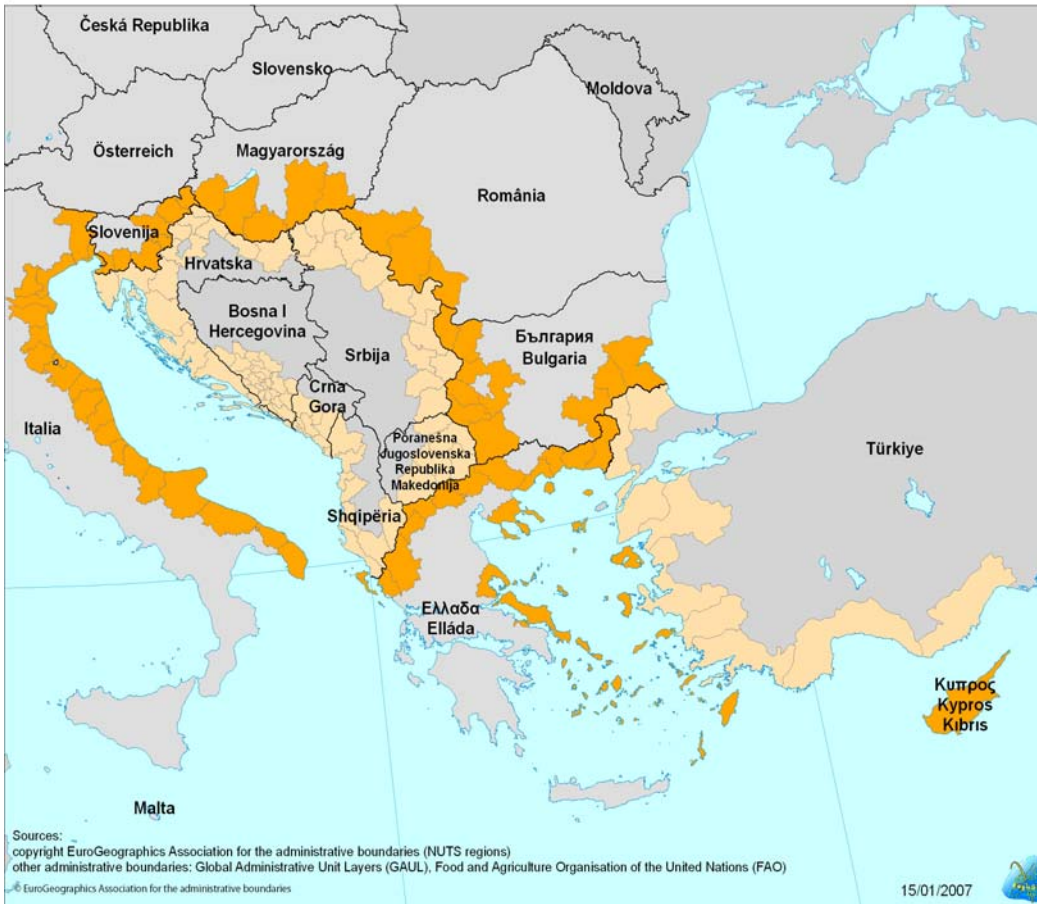 Česká Republika
Slovensko
Moldova
Österreich
Magyarország
România
Slovenija
Hrvatska
Bosna I
Hercegovina
Srbija
България
Bulgaria
Crna
Gora
Italia
Póranešna
Jugoslovenska
Republika
Makedonija
Türkiye
Shqipëria
Ελλαδα
Elláda
Κυπρος
Kypros
Kıbrıs
Malta
Sources:
copyright EuroGeographics Association for the administrative boundaries (NUTS regions)
other administrative boundaries: Global Administrative Unit Layers (GAUL), Food and Agriculture Organisation of the United Nations (FAO)
© EuroGeographics Association for the administrative boundaries
15/01/2007